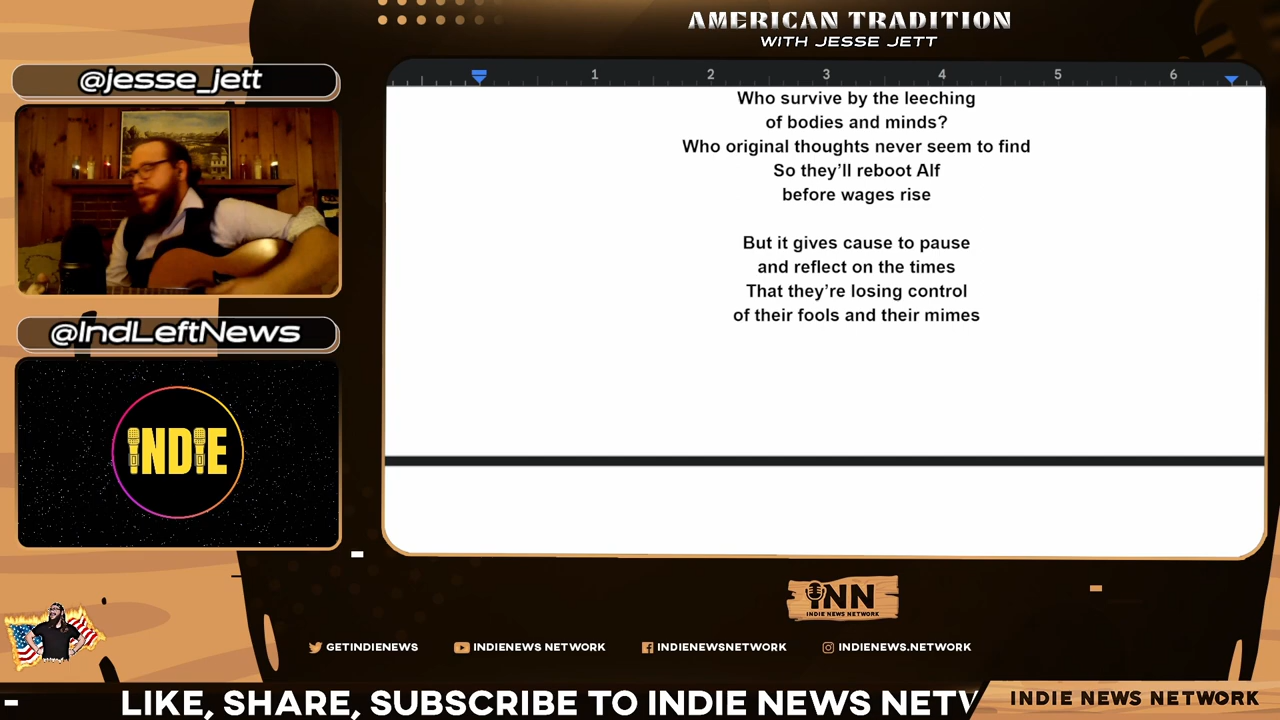 AMERICAN TRADITION
WITH JESSE JETT
@jesse_jett
1 2 3 4 5 6
Who survive by the leeching
of bodies and minds?
Who original thoughts never seem to find
So they'll reboot Alf
before wages rise
But it gives cause to pause
and reflect on the times
That they're losing control
of their fools and their mimes
@IndLeftNews
INDIE
INN
INDIE NEWS NETWORK
GETINDIENEWS
INDIENEWS NETWORK
INDIENEWSNETWORK
INDIENEWS.NETWORK
LIKE, SHARE, SUBSCRIBE TO INDIE NEWS NETW
INDIE NEWS NETWORK